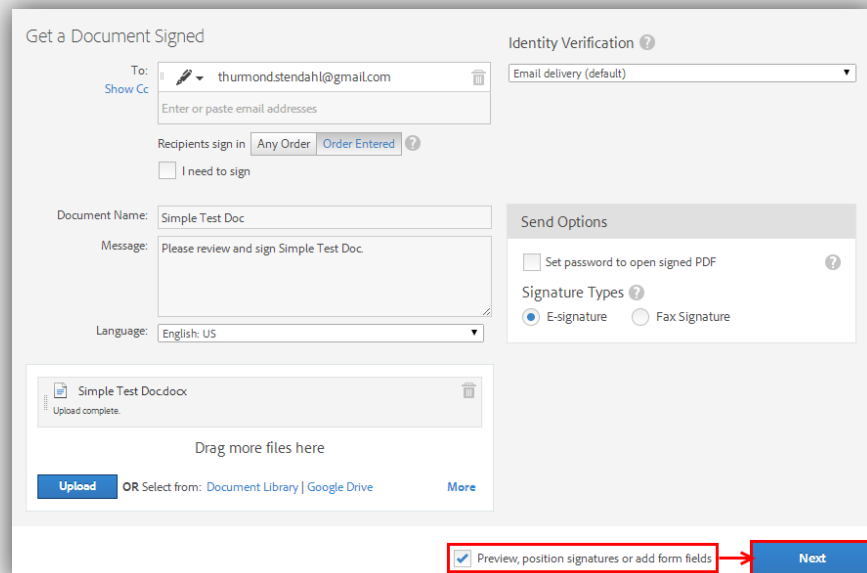 Get a Document Signed
Identity Verification ?
To:
thurmond.stendahl@gmail.com
Email delivery (default)
Show Cc
Enter or paste email addresses
Recipients sign in Any Order Order Entered ?
I need to sign
Document Name: Simple Test Doc
Send Options
Message: Please review and sign Simple Test Doc.
Set password to open signed PDF ?
Signature Types ?
E-signature Fax Signature
Language: English: US
Simple Test Doc.docx
Upload complete.
Drag more files here
Upload OR Select from: Document Library | Google Drive More
Preview, position signatures or add form fields Next